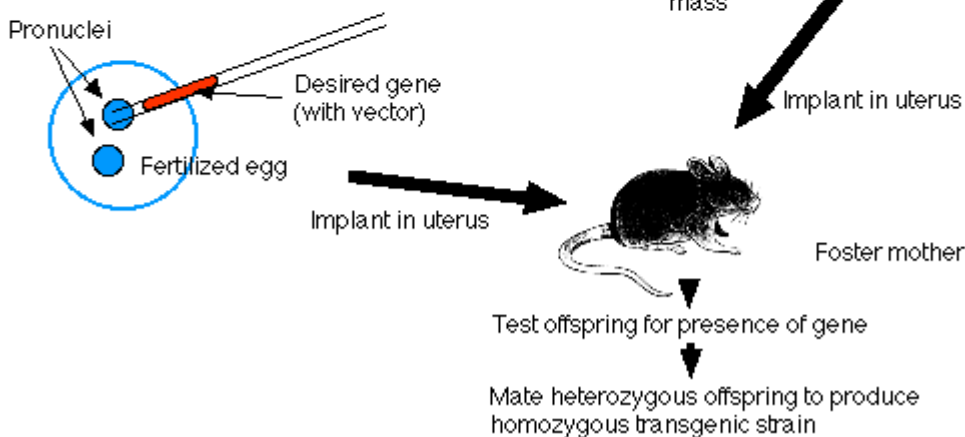 mass
Pronuclei
Desired gene
(with vector)
Implant in uterus
Fertilized egg
Implant in uterus
Foster mother
Test offspring for presence of gene
Mate heterozygous offspring to produce
homozygous transgenic strain